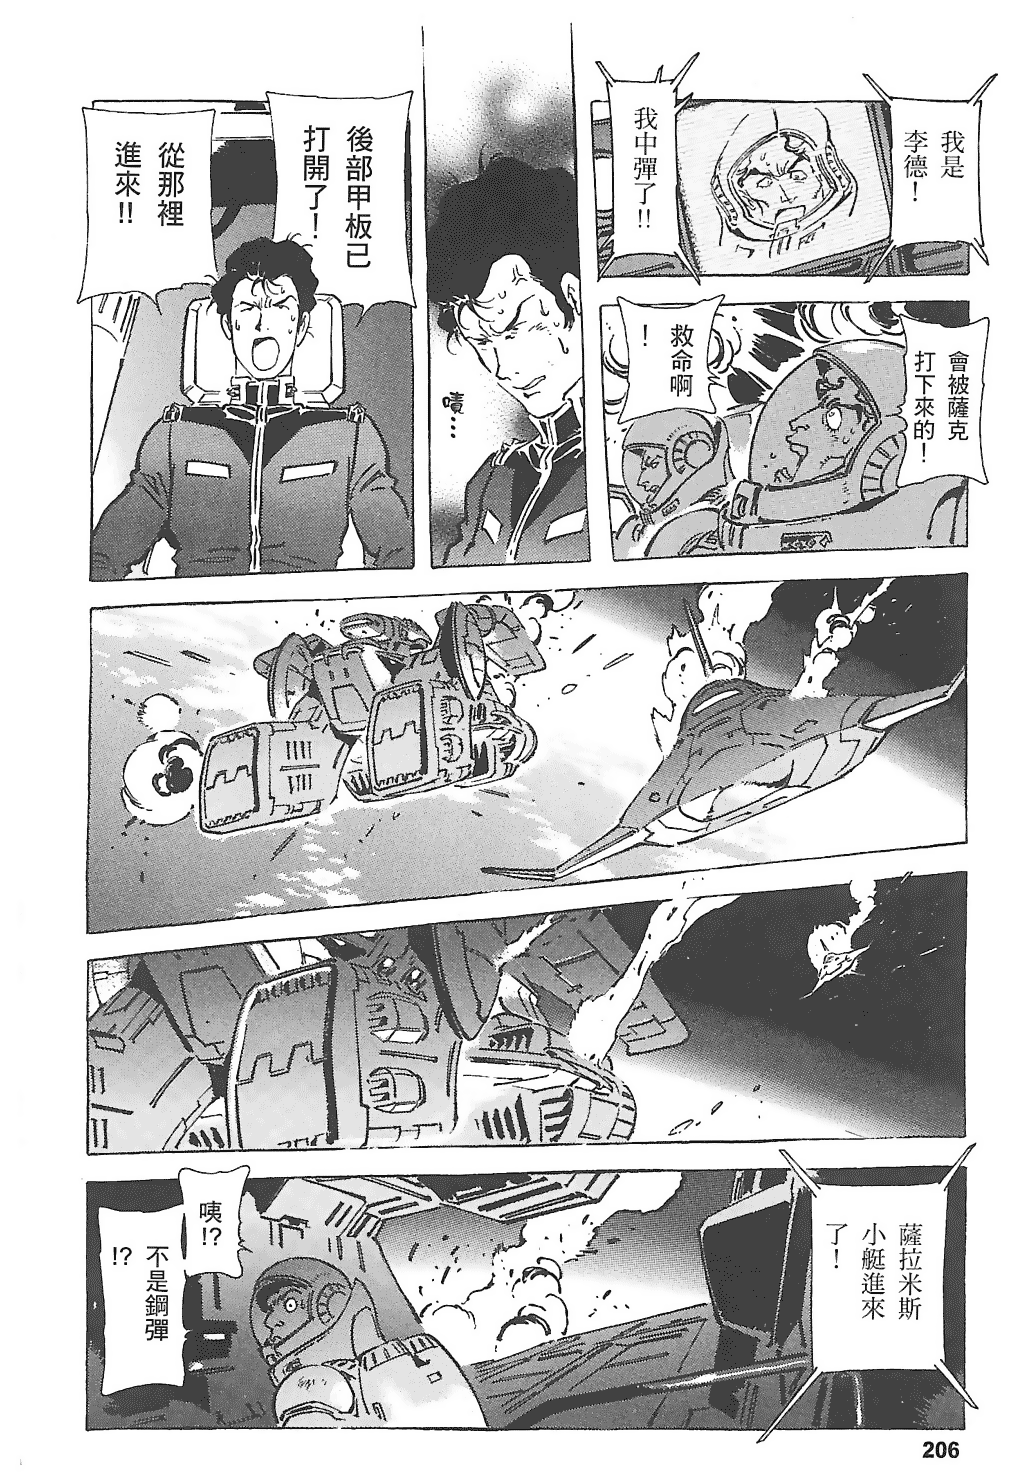 我是
李德！
我中彈了!!
會被薩克
打下來的！
救命啊
！
嘖…
後部甲板已
打開了！
從那裡
進來!!
薩拉米斯
小艇進來
了！
咦!?
不是鋼彈
!?
206